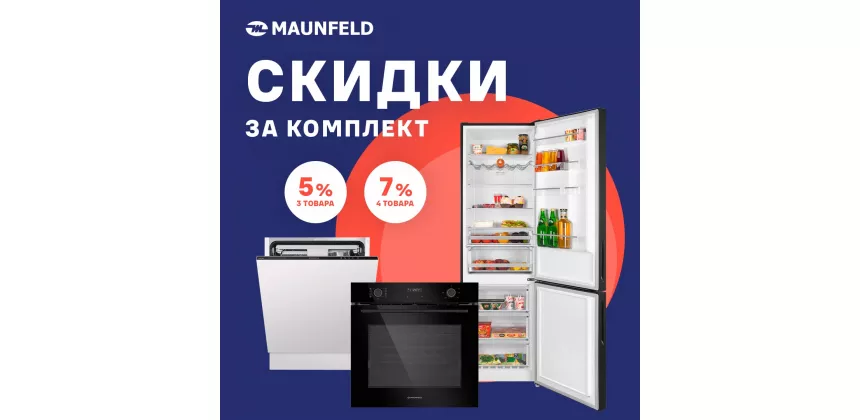 MAUNFELD
СКИДКИ
ЗА КОМПЛЕКТ
5%
3 ТОВАРА
7%
4 ТОВАРА